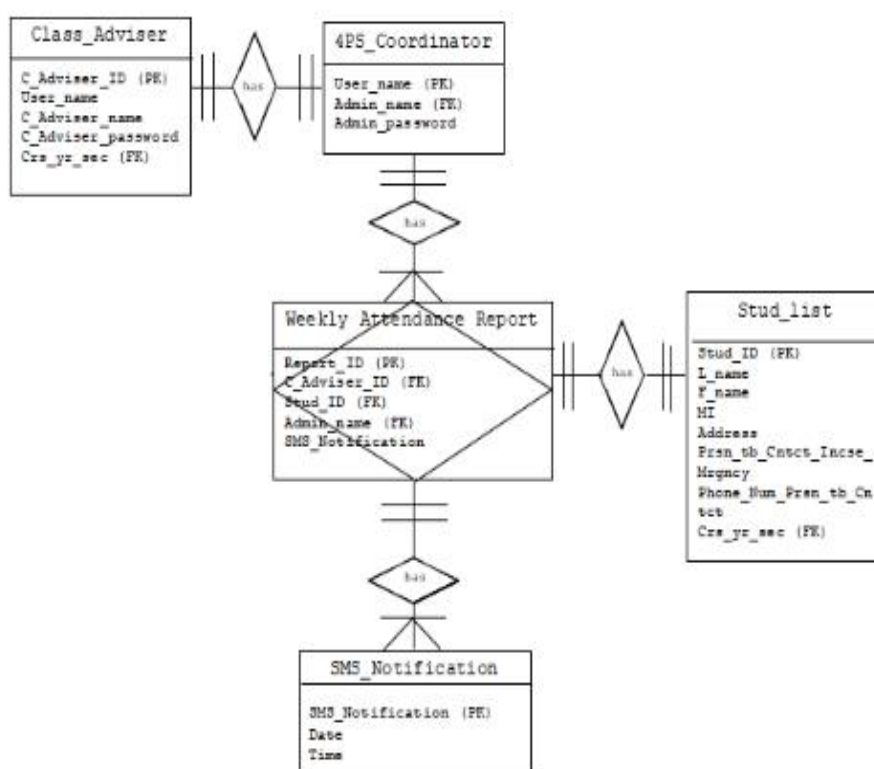 Class_Adviser
C_Adviser_ID (PK)
User_name
C_Adviser_name
C_Adviser_password
Crs_yr_sec (FK)
has
4PS_Coordinator
User_name (PK)
Admin_name (FK)
Admin_password
has
Weekly Attendance Report
Report_ID (PK)
C_Adviser_ID (FK)
Stud_ID (FK)
Admin_name (FK)
SMS_Notification
has
Stud_list
Stud_ID (PK)
L_name
F_name
MI
Address
Prsn_tb_Cntct_Incse_
Mrgncy
Phone_Num_Prsn_tb_Cn
tct
Crs_yr_sec (FK)
has
SMS_Notification
SMS_Notification (PK)
Date
Time